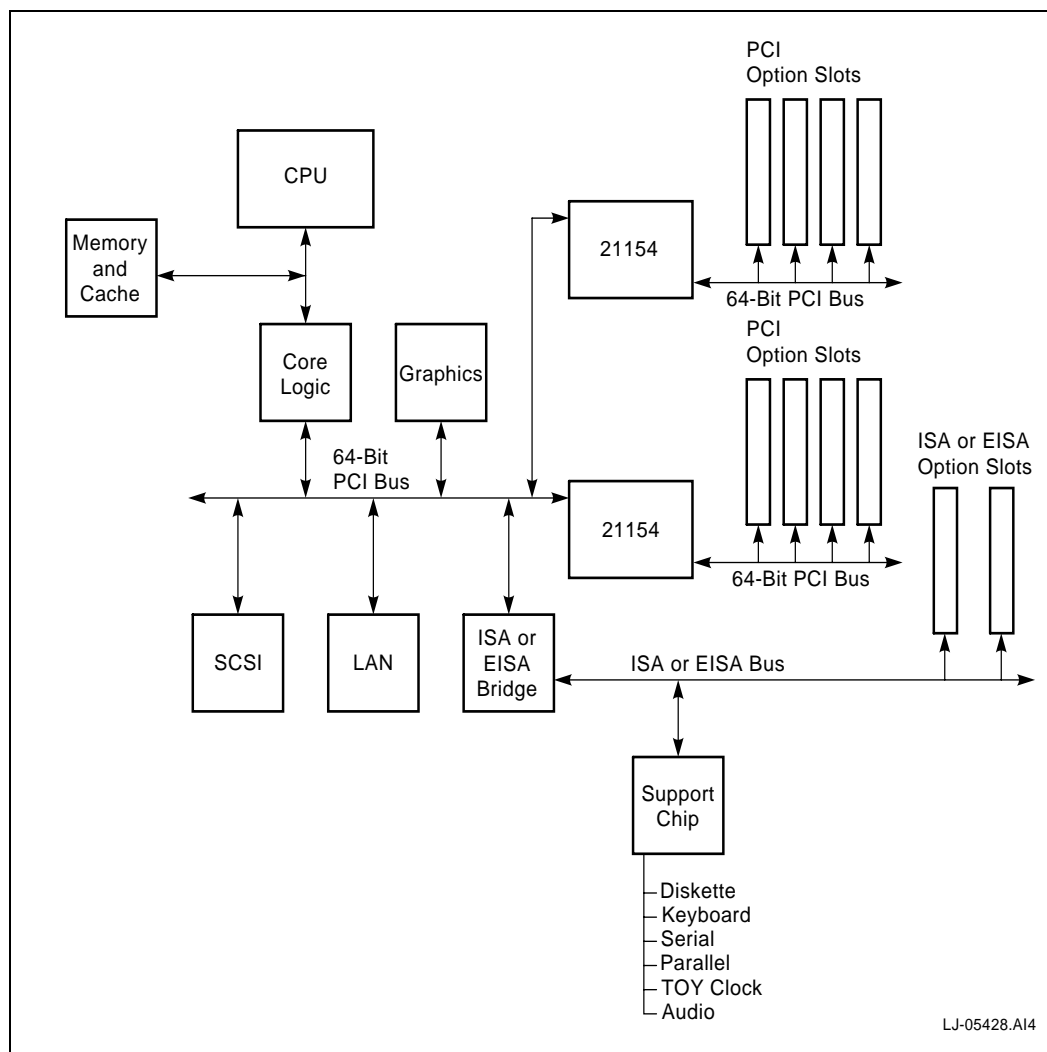 PCI
Option Slots
CPU
21154
Memory
and
Cache
64-Bit PCI Bus
PCI
Option Slots
Core
Logic
Graphics
ISA or EISA
Option Slots
64-Bit
PCI Bus
21154
64-Bit PCI Bus
SCSI
LAN
ISA or
EISA
Bridge
ISA or EISA Bus
Support
Chip
Diskette
Keyboard
Serial
Parallel
TOY Clock
Audio
LJ-05428.AI4